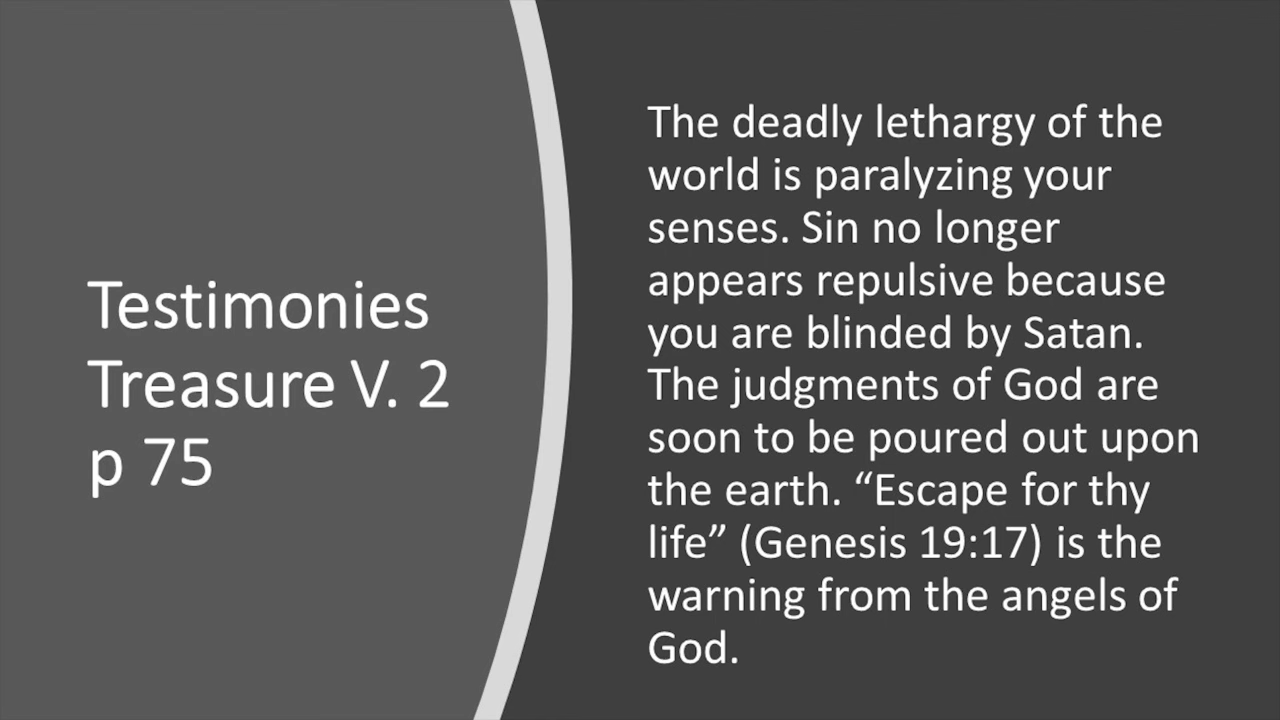 Testimonies
Treasure V. 2
p 75
The deadly lethargy of the
world is paralyzing your
senses. Sin no longer
appears repulsive because
you are blinded by Satan.
The judgments of God are
soon to be poured out upon
the earth. “Escape for thy
life” (Genesis 19:17) is the
warning from the angels of
God.